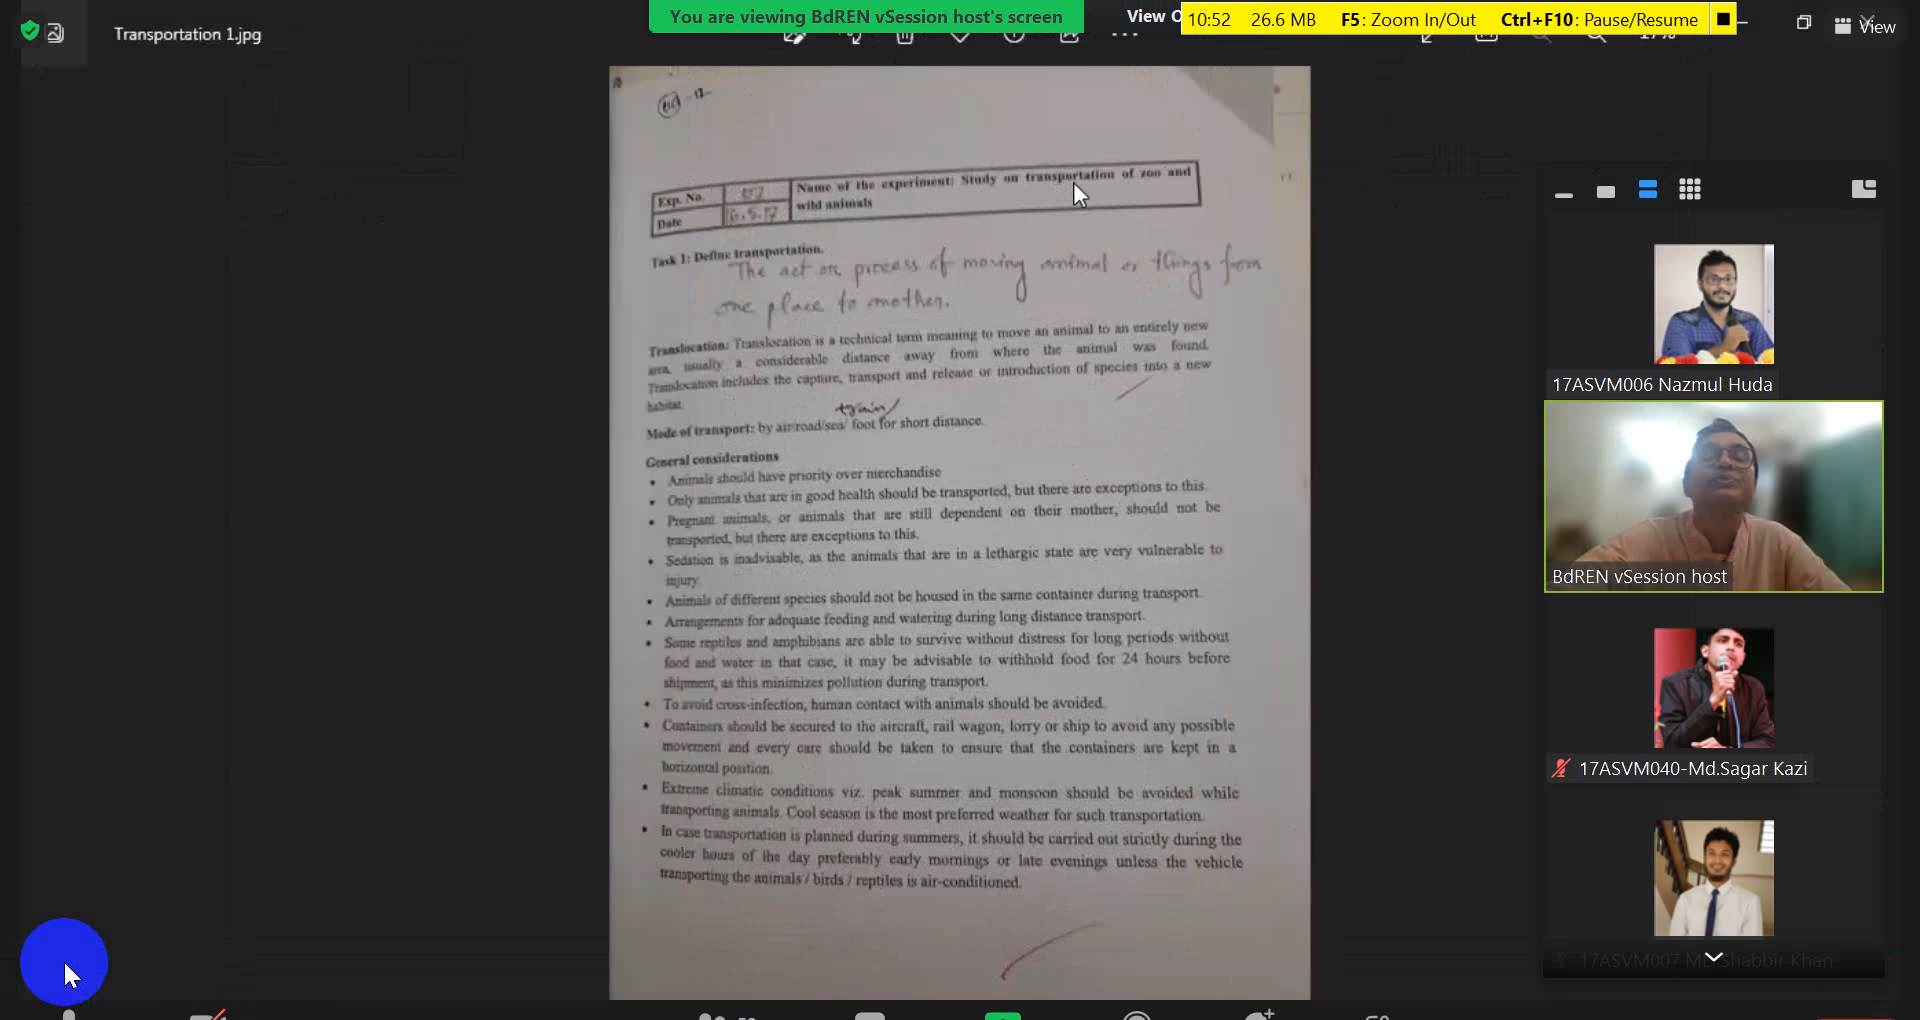 You are viewing BdREN vSession host's screen
View O
10:52 26.6 MB F5: Zoom In/Out Ctrl+F10: Pause/Resume
View
Transportation 1.jpg
Exp. No.
Date
Name of the experiment: Study on transportation of zoo and
wild animals
Task 1: Define transportation.
The act or process of moving animal or things from
one place to another.
Translocation: Translocation is a technical term meaning to move an animal to an entirely new
area, usually a considerable distance away from where the animal was found.
Translocation includes the capture, transport and release or introduction of species into a new
habitat.
train/
Mode of transport: by air/road/sea/ foot for short distance.
General considerations
• Animals should have priority over merchandise
• Only animals that are in good health should be transported, but there are exceptions to this.
• Pregnant animals, or animals that are still dependent on their mother, should not be
transported, but there are exceptions to this.
• Sedation is inadvisable, as the animals that are in a lethargic state are very vulnerable to
injury.
• Animals of different species should not be housed in the same container during transport.
• Arrangements for adequate feeding and watering during long distance transport.
• Some reptiles and amphibians are able to survive without distress for long periods without
food and water in that case, it may be advisable to withhold food for 24 hours before
shipment, as this minimizes pollution during transport.
• To avoid cross-infection, human contact with animals should be avoided.
• Containers should be secured to the aircraft, rail wagon, lorry or ship to avoid any possible
movement and every care should be taken to ensure that the containers are kept in a
horizontal position.
• Extreme climatic conditions viz. peak summer and monsoon should be avoided while
transporting animals. Cool season is the most preferred weather for such transportation.
• In case transportation is planned during summers, it should be carried out strictly during the
cooler hours of the day preferably early mornings or late evenings unless the vehicle
transporting the animals / birds / reptiles is air-conditioned.
17ASVM006 Nazmul Huda
BdREN vSession host
17ASVM040-Md.Sagar Kazi
17ASVM007 MD Shabbir Khan